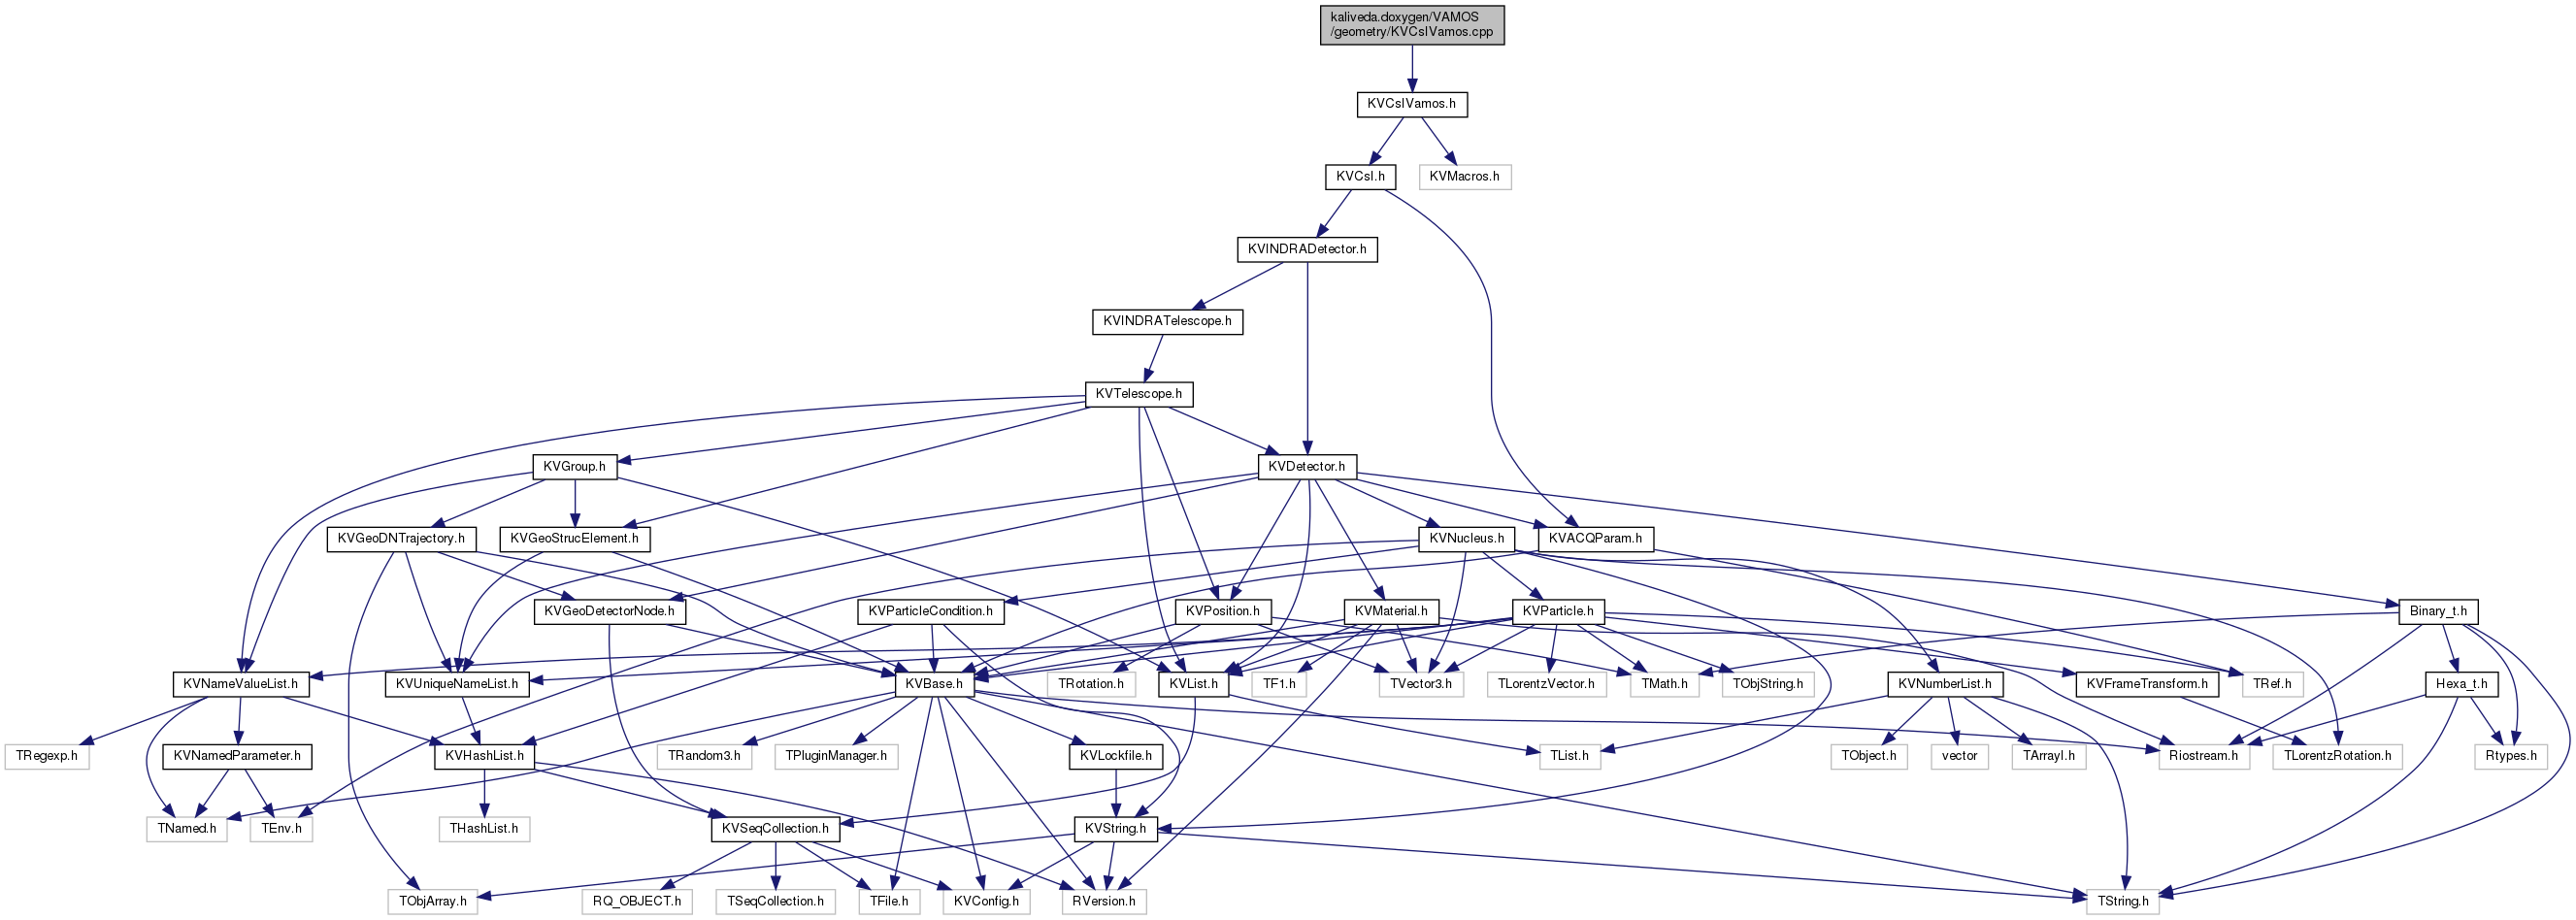 kaliveda.doxygen/VAMOS
/geometry/KVCsIVamos.cpp
KVCsIVamos.h
KVCsI.h
KVMacros.h
KVINDRADetector.h
KVINDRATelescope.h
KVTelescope.h
KVGroup.h
KVDetector.h
KVGeoDNTrajectory.h
KVGeoStrucElement.h
KVNucleus.h
KVACQParam.h
KVGeoDetectorNode.h
KVParticleCondition.h
KVPosition.h
KVMaterial.h
KVParticle.h
Binary_t.h
KVNameValueList.h
KVUniqueNameList.h
KVBase.h
TRotation.h
KVList.h
TF1.h
TVector3.h
TLorentzVector.h
TMath.h
TObjString.h
KVNumberList.h
KVFrameTransform.h
TRef.h
Hexa_t.h
TRegexp.h
KVNamedParameter.h
KVHashList.h
TRandom3.h
TPluginManager.h
KVLockfile.h
TList.h
TObject.h
vector
TArrayI.h
Riostream.h
TLorentzRotation.h
Rtypes.h
TNamed.h
TEnv.h
THashList.h
KVSeqCollection.h
KVString.h
TObjArray.h
RQ_OBJECT.h
TSeqCollection.h
TFile.h
KVConfig.h
RVersion.h
TString.h